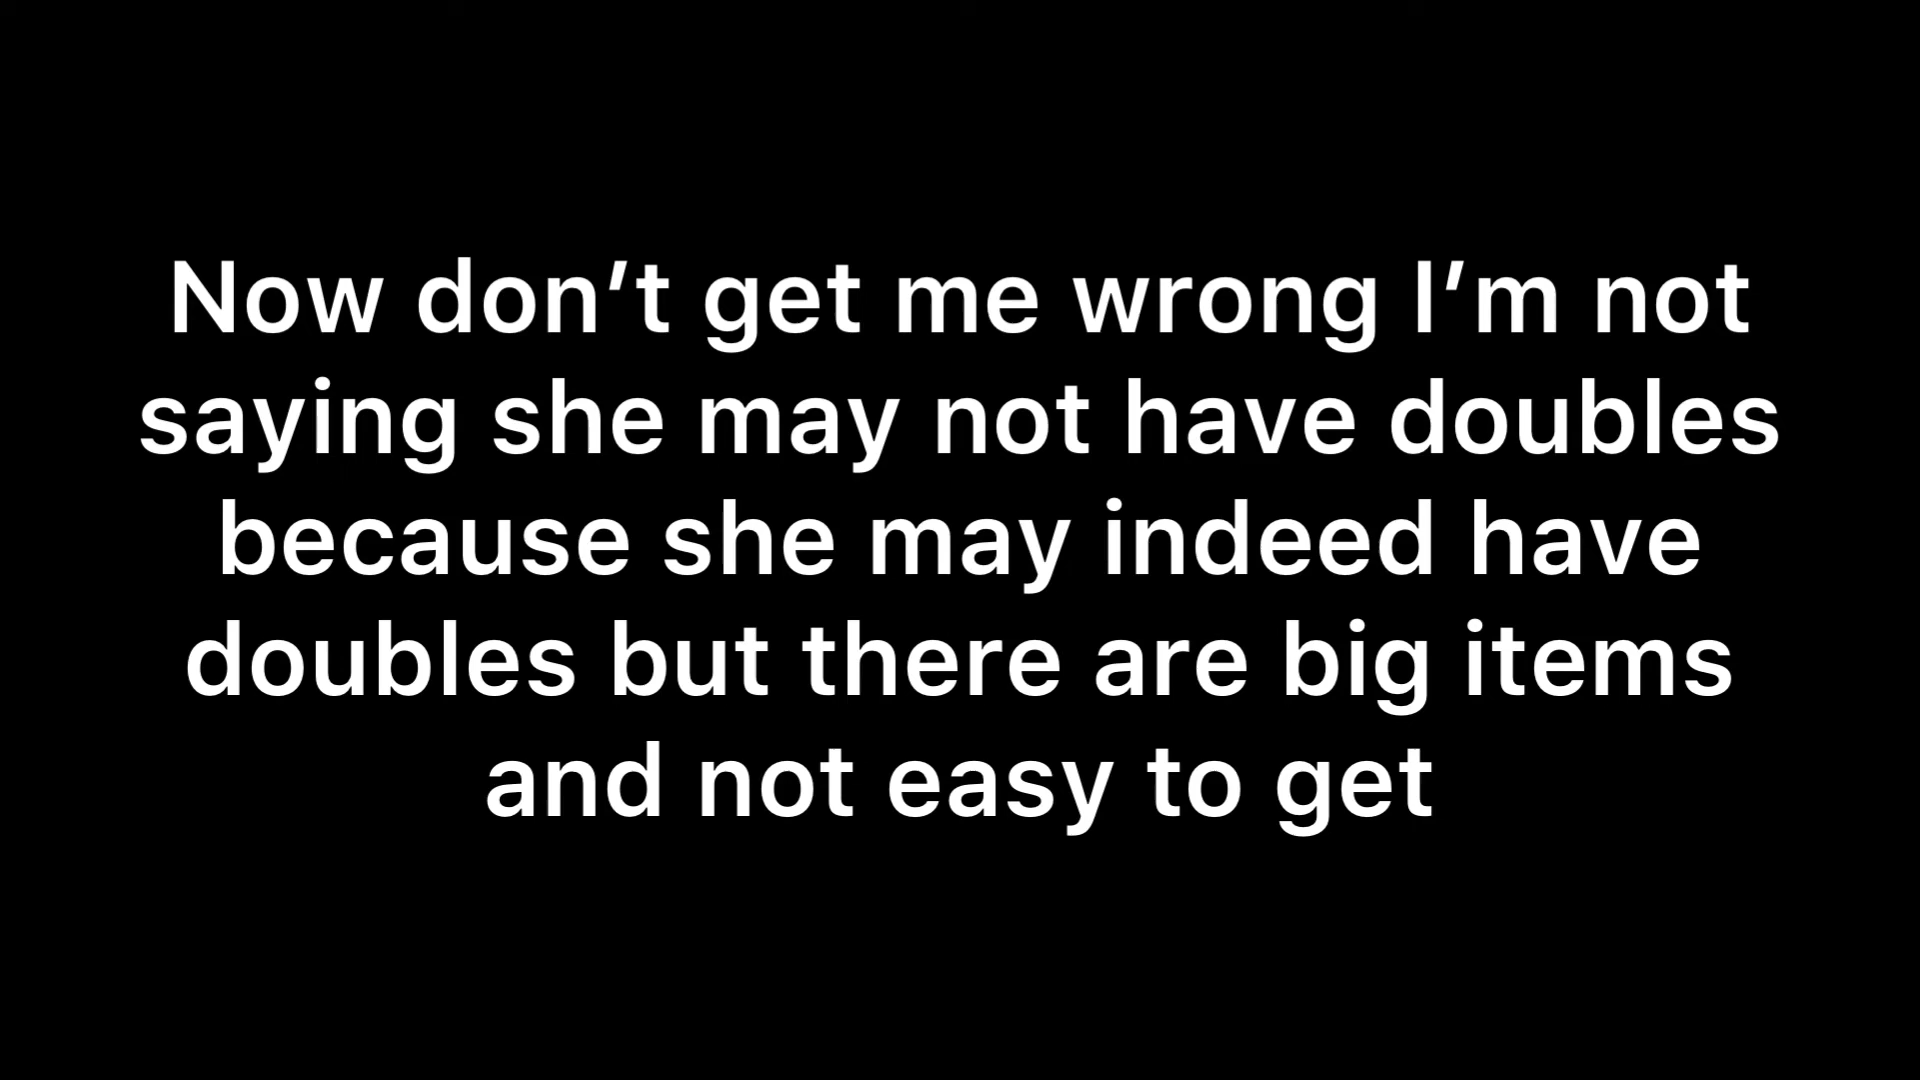 Now don’t get me wrong I’m not
saying she may not have doubles
because she may indeed have
doubles but there are big items
and not easy to get